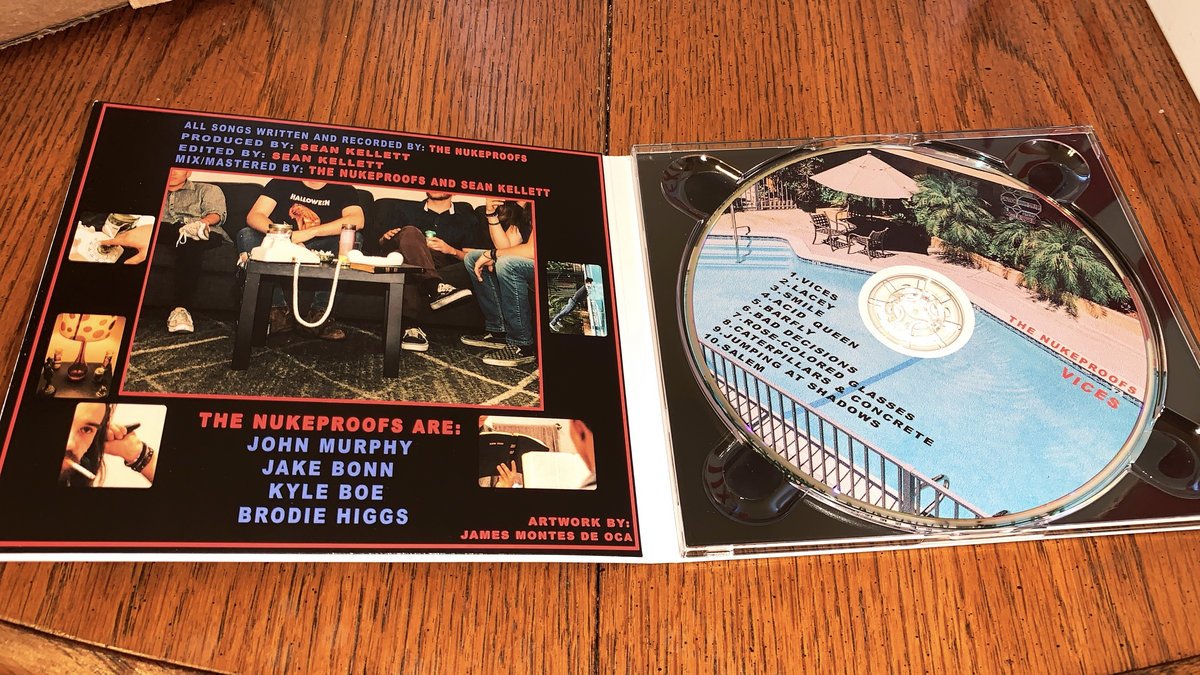 ALL SONGS WRITTEN AND RECORDED BY: THE NUKEPROOFS
PRODUCED BY: SEAN KELLETT
EDITED BY: SEAN KELLETT
MIX/MASTERED BY: THE NUKEPROOFS AND SEAN KELLETT
HALLOWEEN
THE NUKEPROOFS ARE:
JOHN MURPHY
JAKE BONN
KYLE BOE
BRODIE HIGGS
ARTWORK BY:
JAMES MONTES DE OCA
1.VICES
2.LACELY
3.SMILE
4.ACID QUEEN
5.BARFLY
6.BAD DECISIONS
7.ROSE-COLORED GLASSES
8.CATERPILLARS & CONCRETE
9.JUMPING AT SHADOWS
10.SALEM
THE NUKEPROOFS
VICES